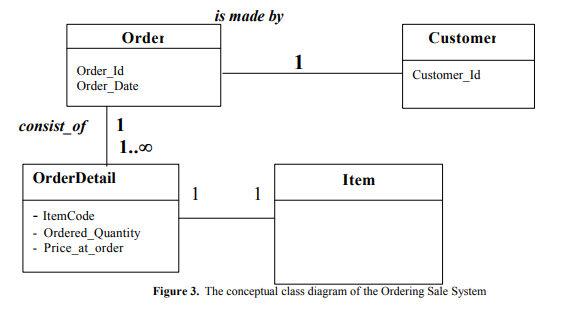 is made by
Order
Customer
Order_Id
Order_Date
1
Customer_Id
consist_of
1
1..∞
OrderDetail
- ItemCode
- Ordered_Quantity
- Price_at_order
1
1
Item
Figure 3. The conceptual class diagram of the Ordering Sale System